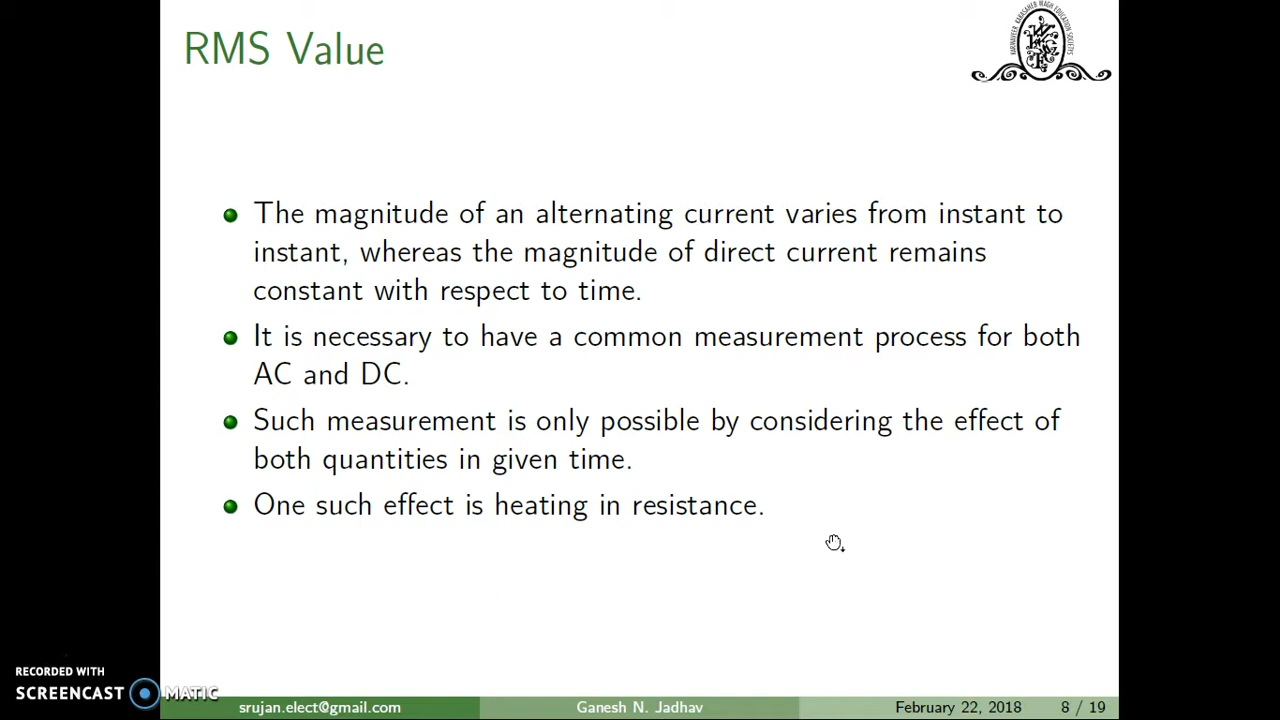 RMS Value
The magnitude of an alternating current varies from instant to
instant, whereas the magnitude of direct current remains
constant with respect to time.
It is necessary to have a common measurement process for both
AC and DC.
Such measurement is only possible by considering the effect of
both quantities in given time.
One such effect is heating in resistance.
RECORDED WITH
SCREENCAST MATIC
srujan.elect@gmail.com Ganesh N. Jadhav February 22, 2018 8 / 19